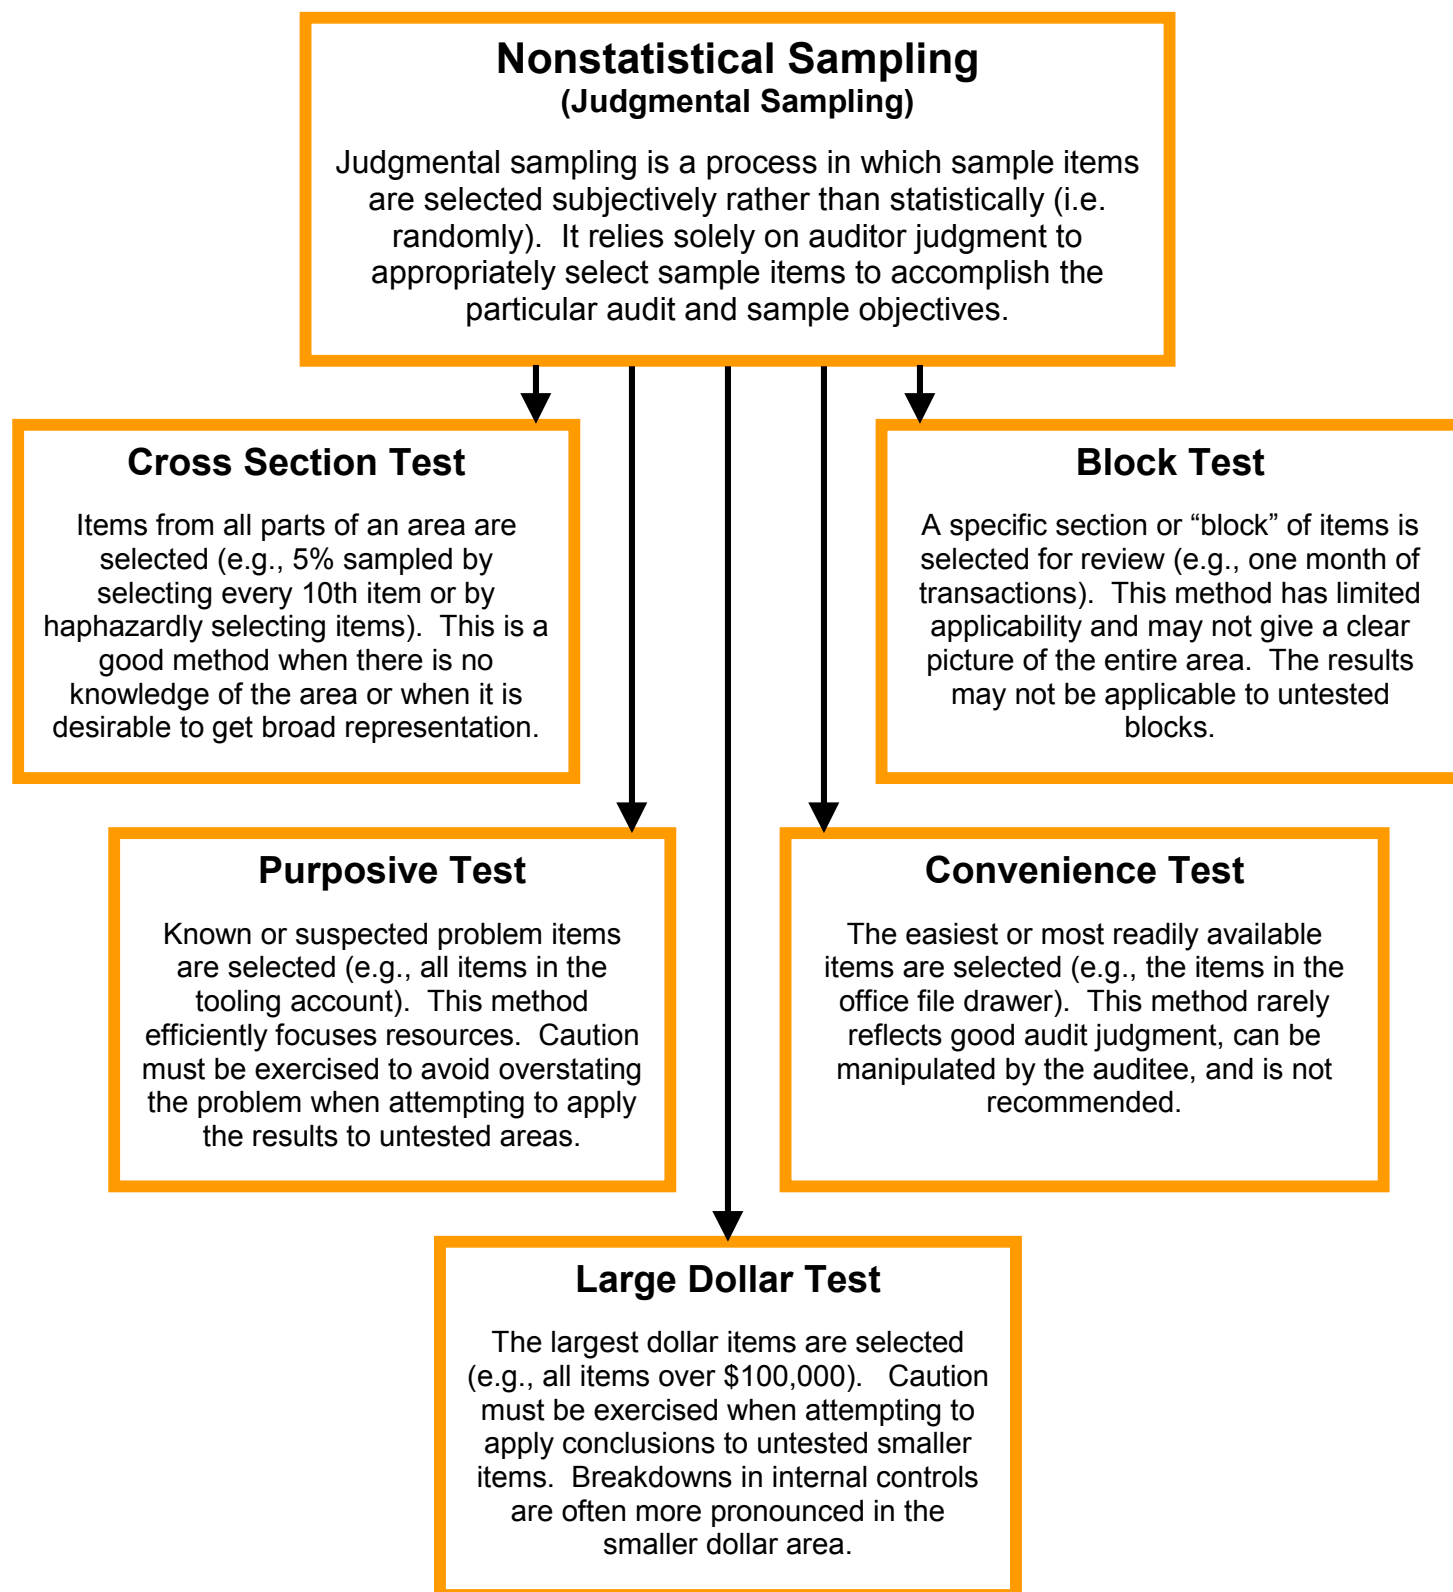 Nonstatistical Sampling
(Judgmental Sampling)
Judgmental sampling is a process in which sample items
are selected subjectively rather than statistically (i.e.
randomly).  It relies solely on auditor judgment to
appropriately select sample items to accomplish the
particular audit and sample objectives.
Cross Section Test
Items from all parts of an area are
selected (e.g., 5% sampled by
selecting every 10th item or by
haphazardly selecting items).  This is a
good method when there is no
knowledge of the area or when it is
desirable to get broad representation.
Block Test
A specific section or “block” of items is
selected for review (e.g., one month of
transactions).  This method has limited
applicability and may not give a clear
picture of the entire area.  The results
may not be applicable to untested
blocks.
Purposive Test
Known or suspected problem items
are selected (e.g., all items in the
tooling account).  This method
efficiently focuses resources.  Caution
must be exercised to avoid overstating
the problem when attempting to apply
the results to untested areas.
Convenience Test
The easiest or most readily available
items are selected (e.g., the items in the
office file drawer).  This method rarely
reflects good audit judgment, can be
manipulated by the auditee, and is not
recommended.
Large Dollar Test
The largest dollar items are selected
(e.g., all items over $100,000).   Caution
must be exercised when attempting to
apply conclusions to untested smaller
items.  Breakdowns in internal controls
are often more pronounced in the
smaller dollar area.